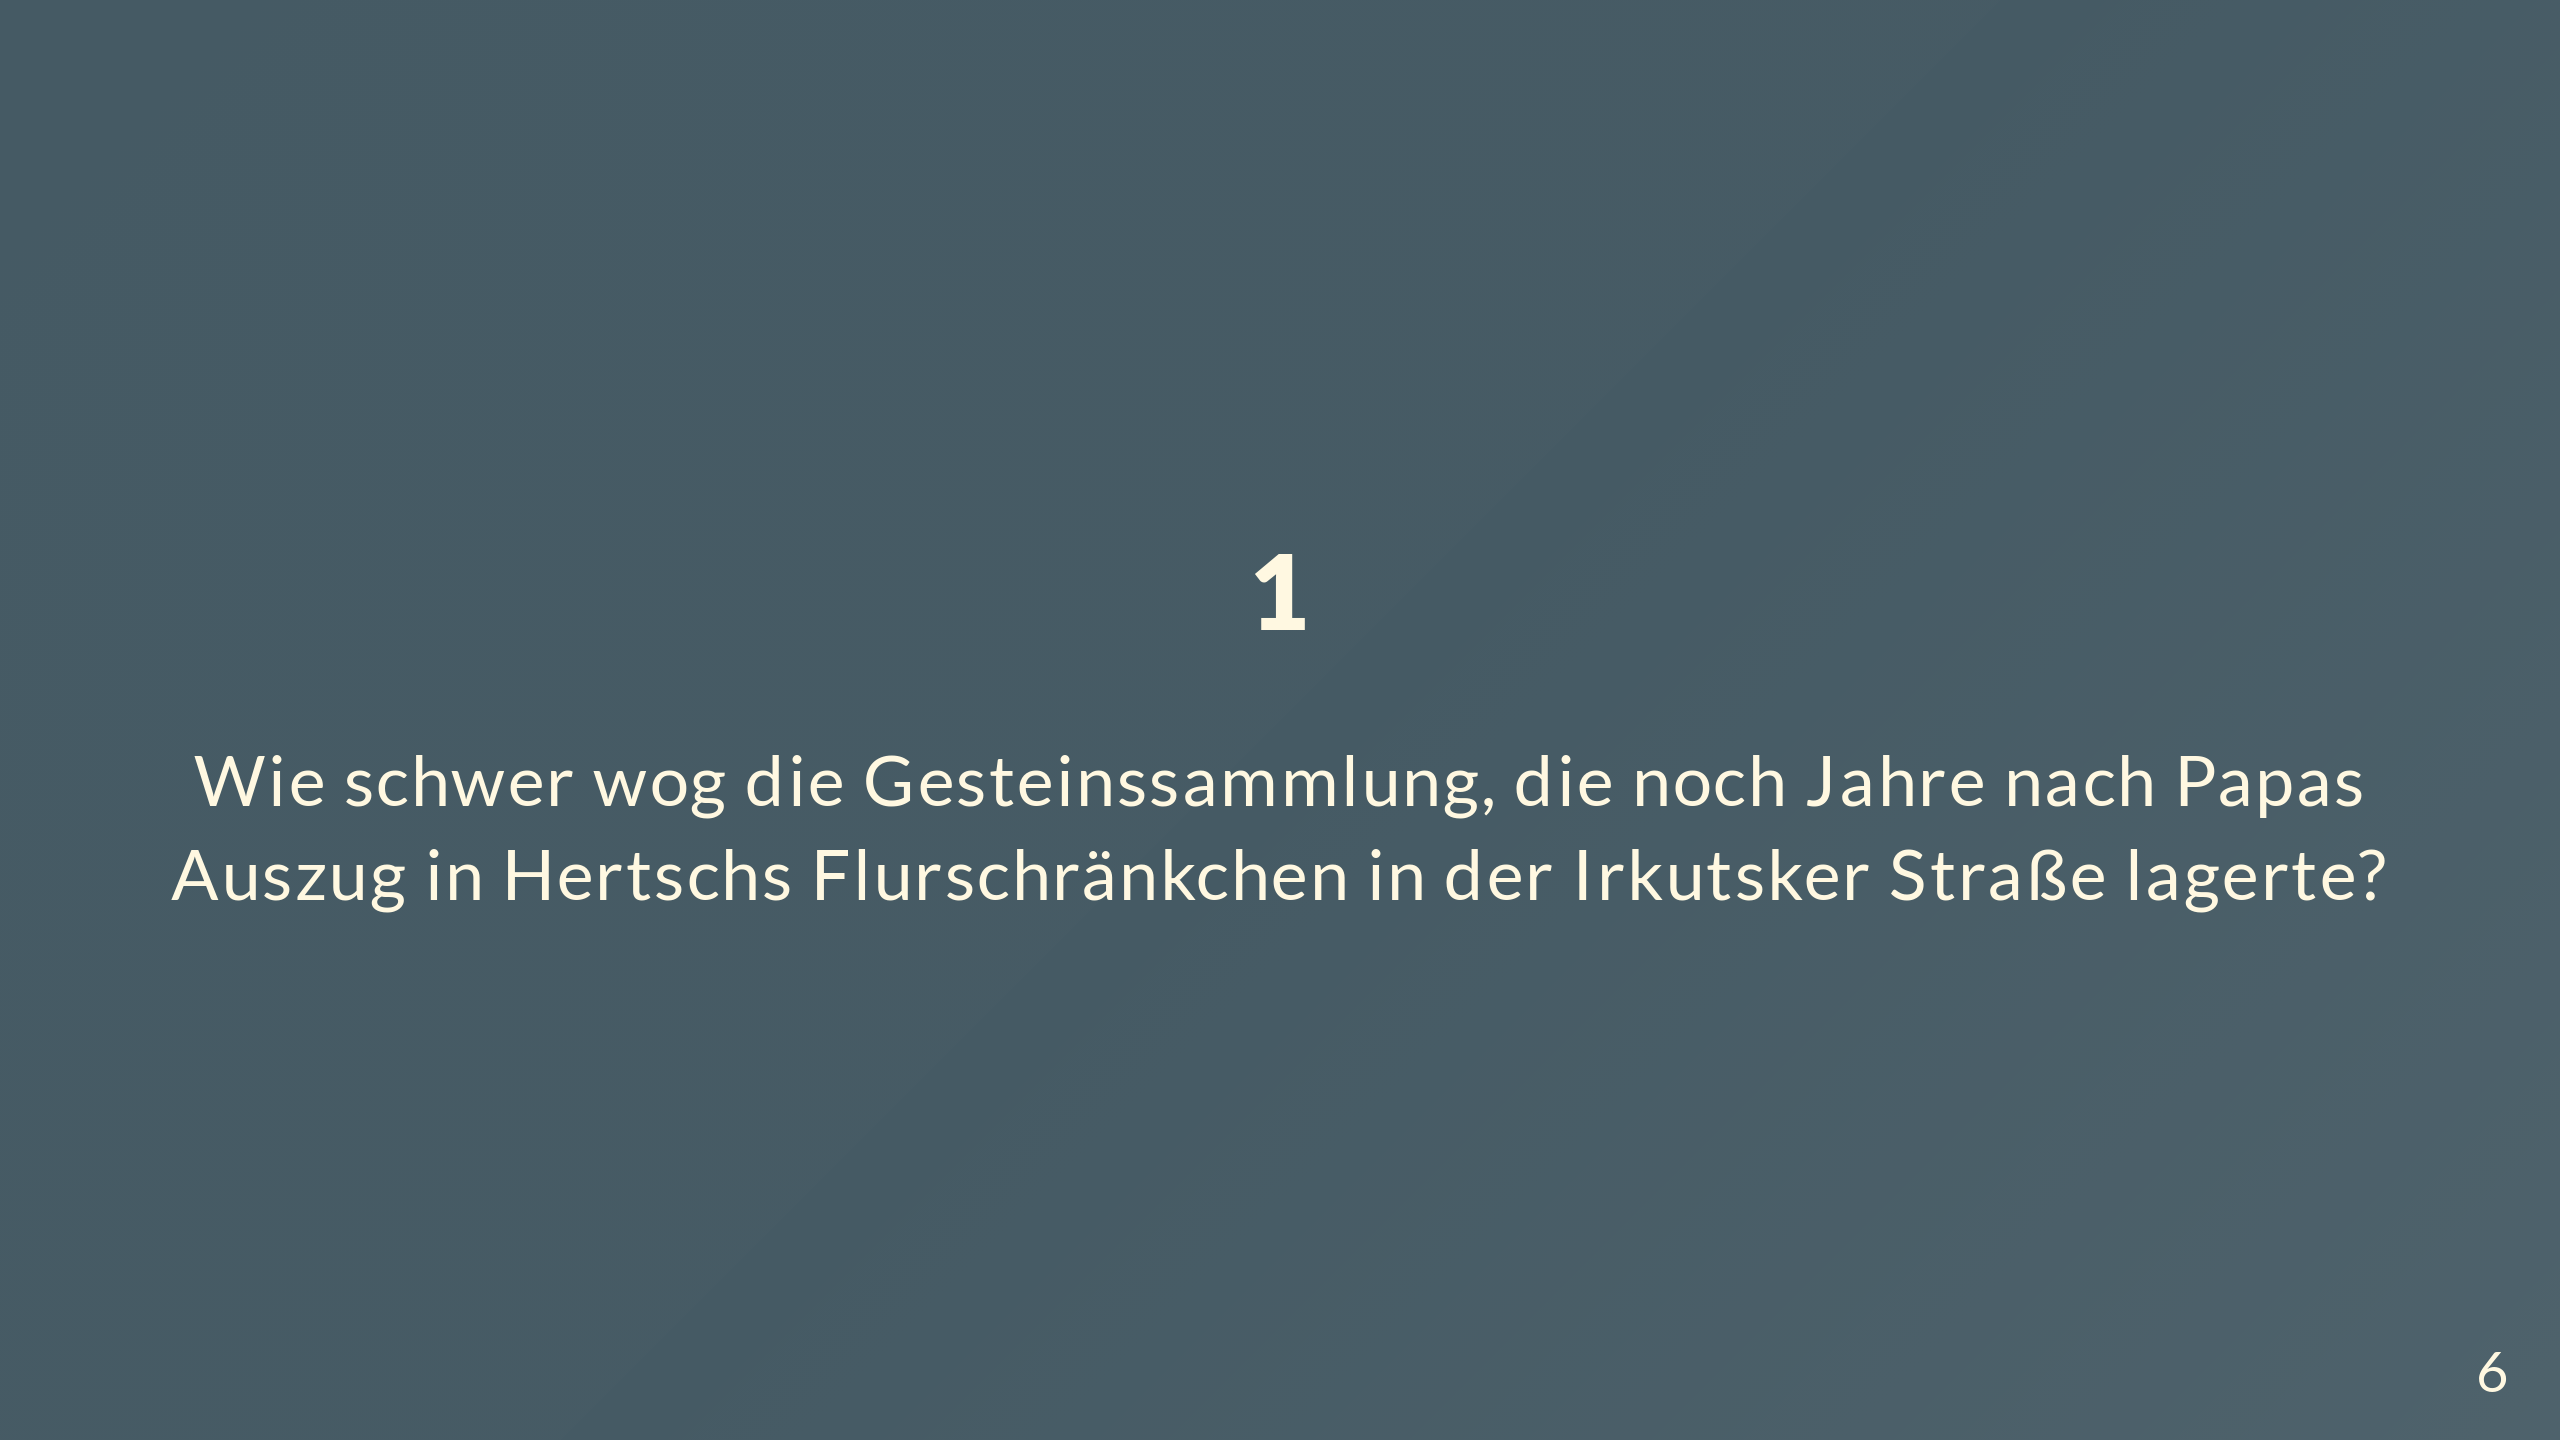 1
Wie schwer wog die Gesteinssammlung, die noch Jahre nach Papas
Auszug in Hertschs Flurschränkchen in der Irkutsker Straße lagerte?
6